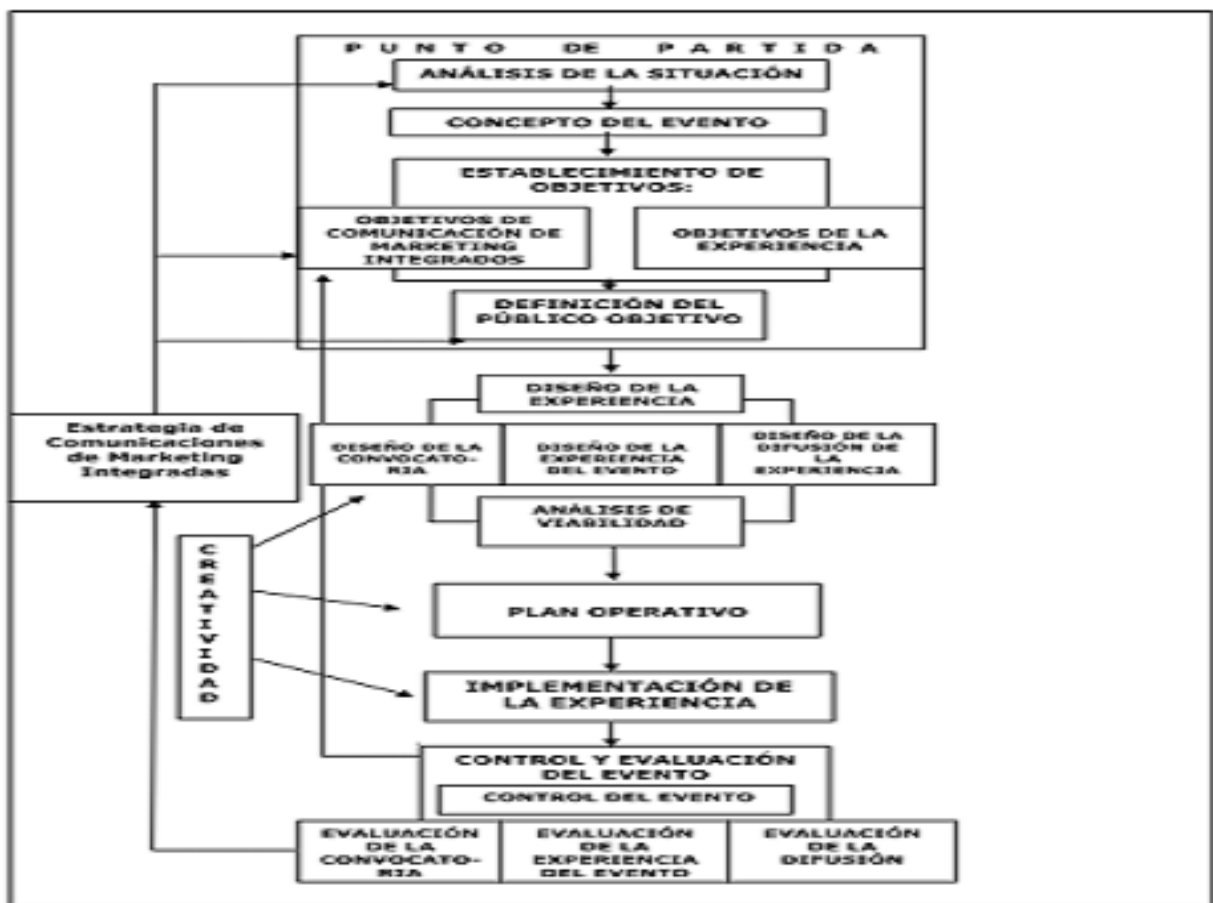 PUNTO DE PARTIDA
ANÁLISIS DE LA SITUACIÓN
CONCEPTO DEL EVENTO
ESTABLECIMIENTO DE
OBJETIVOS:
OBJETIVOS DE
COMUNICACIÓN DE
MARKETING
INTEGRADOS
OBJETIVOS DE LA
EXPERIENCIA
DEFINICIÓN DEL
PÚBLICO OBJETIVO
DISEÑO DE LA
EXPERIENCIA
Estrategia de
Comunicaciones
de Marketing
Integradas
DISEÑO DE LA
CONVOCATO-
RIA
DISEÑO DE LA
EXPERIENCIA
DEL EVENTO
DISEÑO DE LA
DIFUSIÓN DE
LA
EXPERIENCIA
ANÁLISIS DE
VIABILIDAD
CREATIVIDAD
PLAN OPERATIVO
IMPLEMENTACIÓN DE
LA EXPERIENCIA
CONTROL Y EVALUACIÓN
DEL EVENTO
CONTROL DEL EVENTO
EVALUACIÓN
DE LA
CONVOCATO-
RIA
EVALUACIÓN
DE LA
EXPERIENCIA
DEL EVENTO
EVALUACIÓN
DE LA
DIFUSIÓN